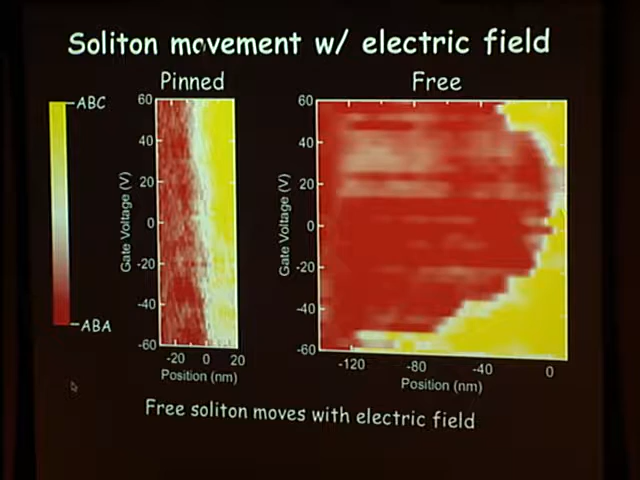 Soliton movement w/ electric field
Pinned
Free
ABC
ABA
60
40
20
0
-20
-40
-60
Gate Voltage (V)
-20 0 20
Position (nm)
60
40
20
0
-20
-40
-60
Gate Voltage (V)
-120 -80 -40 0
Position (nm)
Free soliton moves with electric field